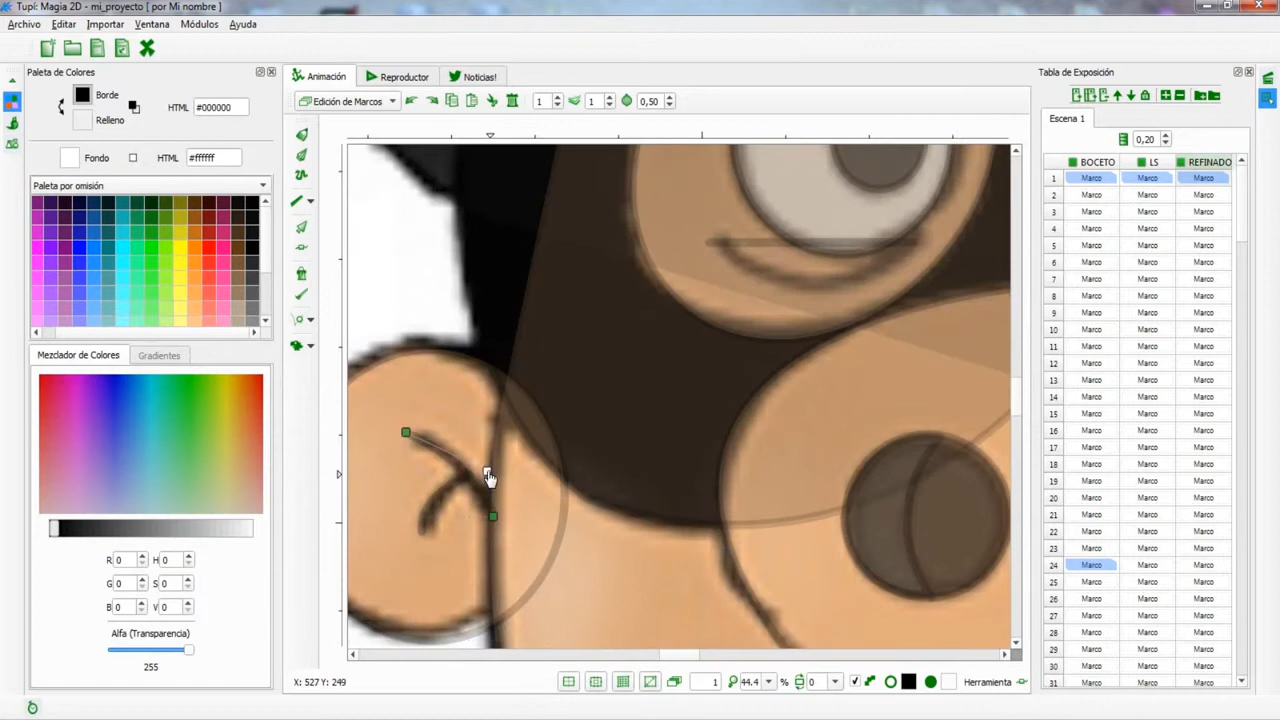 Tupí: Magia 2D - mi_proyecto [ por Mi nombre ]
Archivo Editar Importar Ventana Módulos Ayuda
Paleta de Colores
Borde HTML #000000
Relleno
Fondo HTML #ffffff
Paleta por omisión
Mezclador de Colores Gradientes
R 0 H 0
G 0 S 0
B 0 V 0
Alfa (Transparencia)
255
Animación Reproductor Noticias!
Edición de Marcos 1 1 0,50
X: 527 Y: 249 1 44.4 % 0 Herramienta
Tabla de Exposición
Escena 1
0,20
BOCETO LS REFINADO
1 Marco Marco Marco
2 Marco Marco Marco
3 Marco Marco Marco
4 Marco Marco Marco
5 Marco Marco Marco
6 Marco Marco Marco
7 Marco Marco Marco
8 Marco Marco Marco
9 Marco Marco Marco
10 Marco Marco Marco
11 Marco Marco Marco
12 Marco Marco Marco
13 Marco Marco Marco
14 Marco Marco Marco
15 Marco Marco Marco
16 Marco Marco Marco
17 Marco Marco Marco
18 Marco Marco Marco
19 Marco Marco Marco
20 Marco Marco Marco
21 Marco Marco Marco
22 Marco Marco Marco
23 Marco Marco Marco
24 Marco Marco Marco
25 Marco Marco Marco
26 Marco Marco Marco
27 Marco Marco Marco
28 Marco Marco Marco
29 Marco Marco Marco
30 Marco Marco Marco
31 Marco Marco Marco